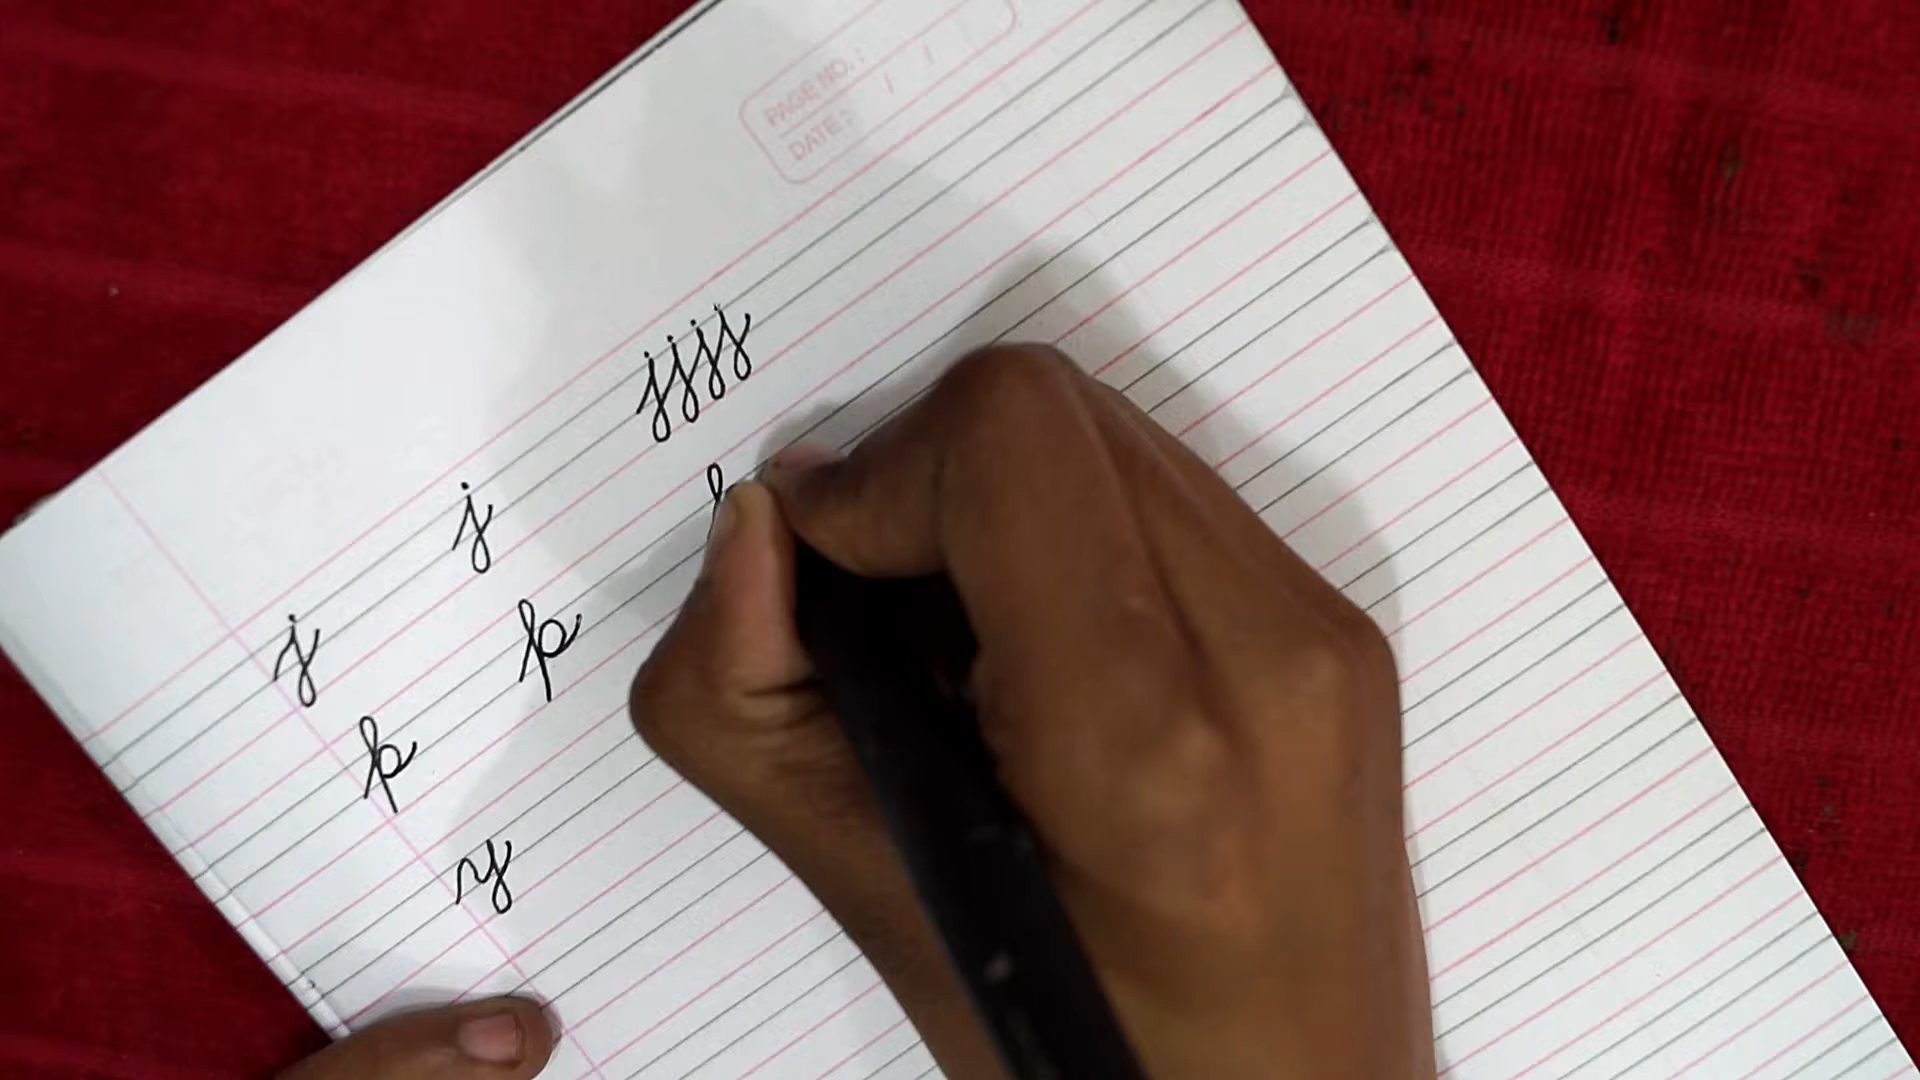 PAGE NO.:
DATE: / /
j j jjjj
p p
y